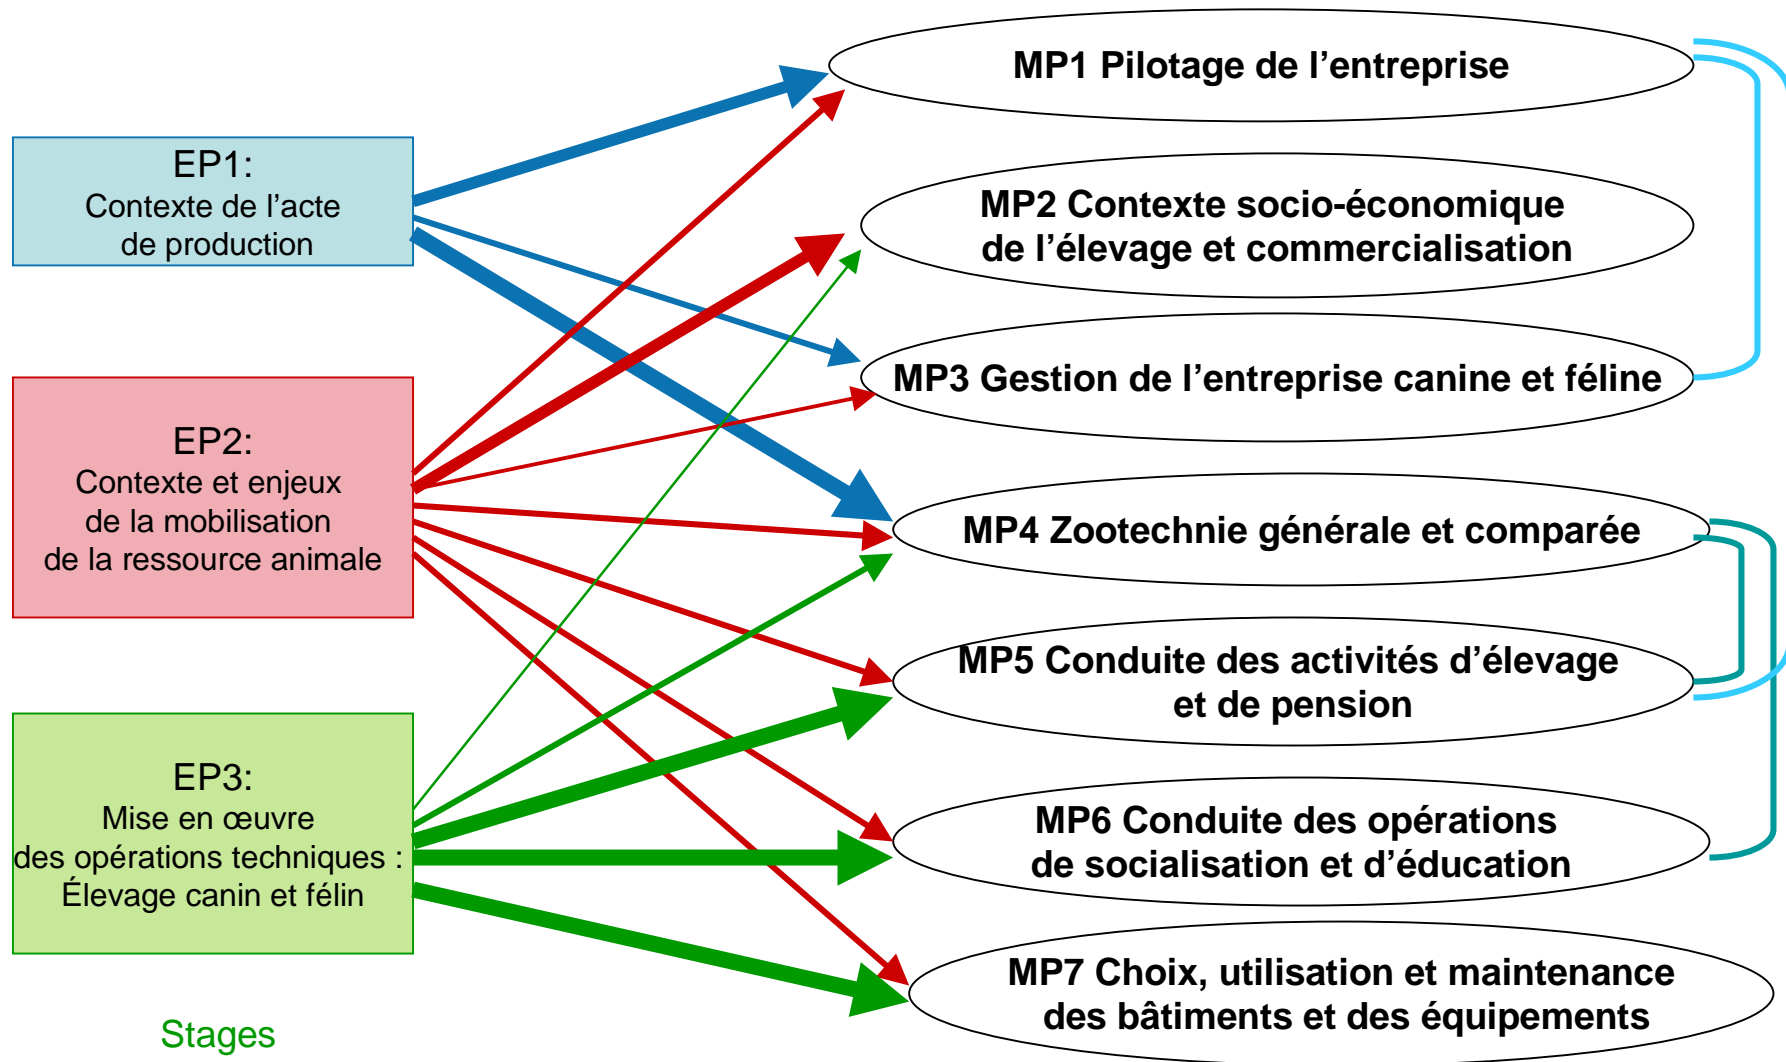 EP1:
Contexte de l’acte
de production
EP2:
Contexte et enjeux
de la mobilisation
de la ressource animale
EP3:
Mise en œuvre
des opérations techniques :
Élevage canin et félin
Stages
MP1 Pilotage de l’entreprise
MP2 Contexte socio-économique
de l’élevage et commercialisation
MP3 Gestion de l’entreprise canine et féline
MP4 Zootechnie générale et comparée
MP5 Conduite des activités d’élevage
et de pension
MP6 Conduite des opérations
de socialisation et d’éducation
MP7 Choix, utilisation et maintenance
des bâtiments et des équipements